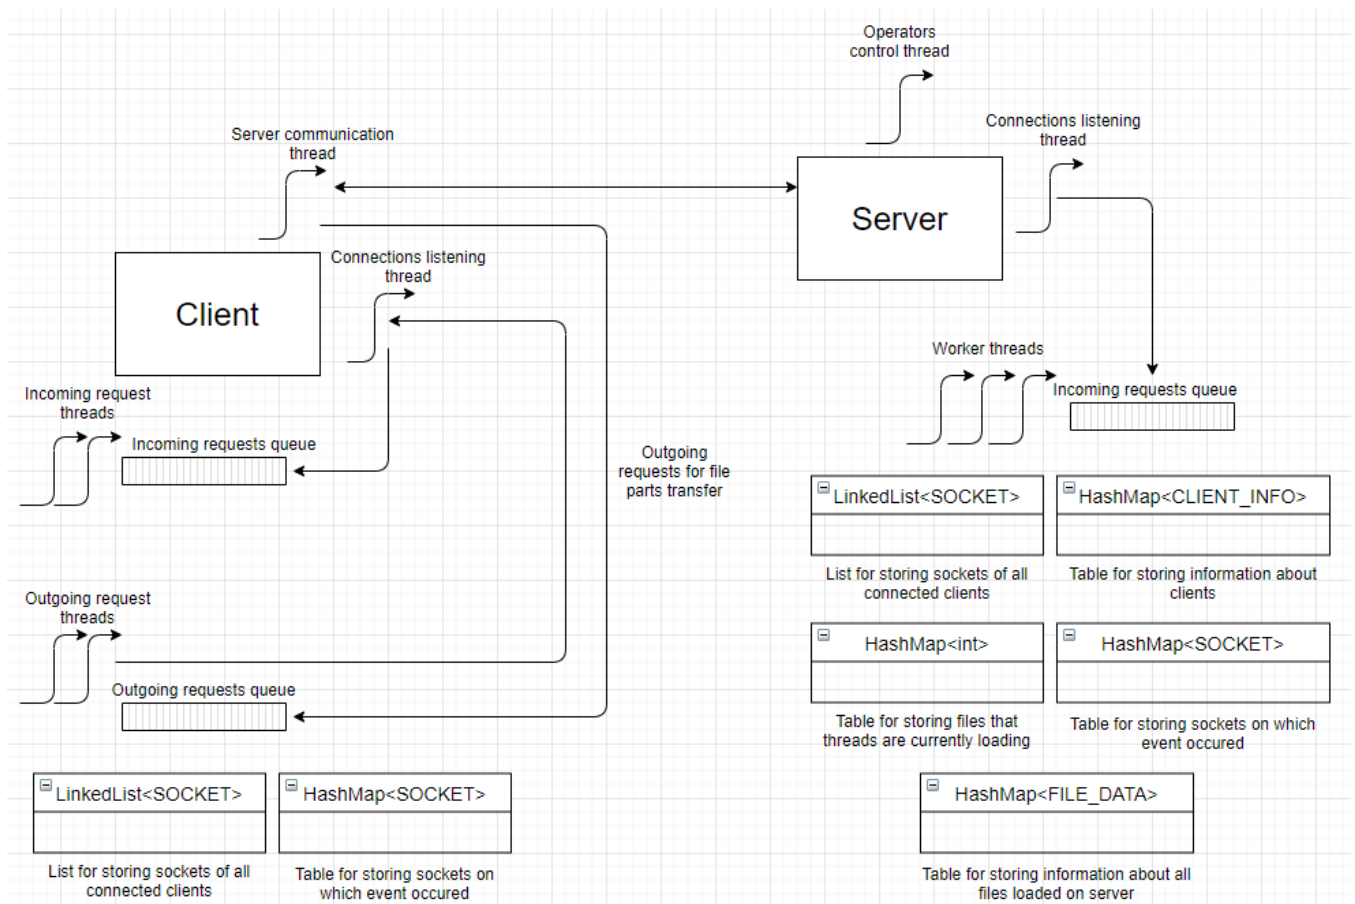 Operators
control thread
Connections listening
thread
Server communication
thread
Server
Connections listening
thread
Client
Worker threads
Incoming requests queue
Incoming request
threads
Incoming requests queue
Outgoing
requests for file
parts transfer
LinkedList<SOCKET>
HashMap<CLIENT_INFO>
List for storing sockets of all
connected clients
Table for storing information about
clients
Outgoing request
threads
HashMap<int>
HashMap<SOCKET>
Outgoing requests queue
Table for storing files that
threads are currently loading
Table for storing sockets on which
event occured
LinkedList<SOCKET>
HashMap<SOCKET>
HashMap<FILE_DATA>
List for storing sockets of all
connected clients
Table for storing sockets on
which event occured
Table for storing information about all
files loaded on server